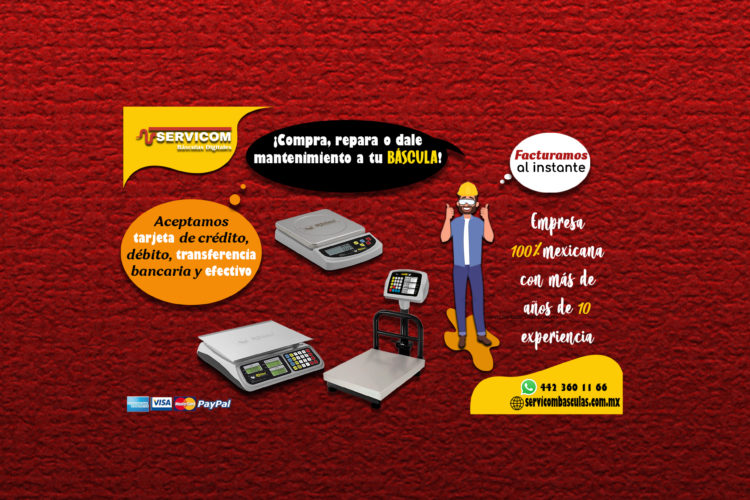 SERVICOM
Básculas Digitales
¡Compra, repara o dale
mantenimiento a tu BÁSCULA!
Facturamos
al instante
Aceptamos
tarjeta de crédito,
débito, transferencia
bancaria y efectivo
Empresa
100% mexicana
con más de
años de 10
experiencia
VISA
MasterCard
PayPal
442 360 11 66
servicombasculas.com.mx